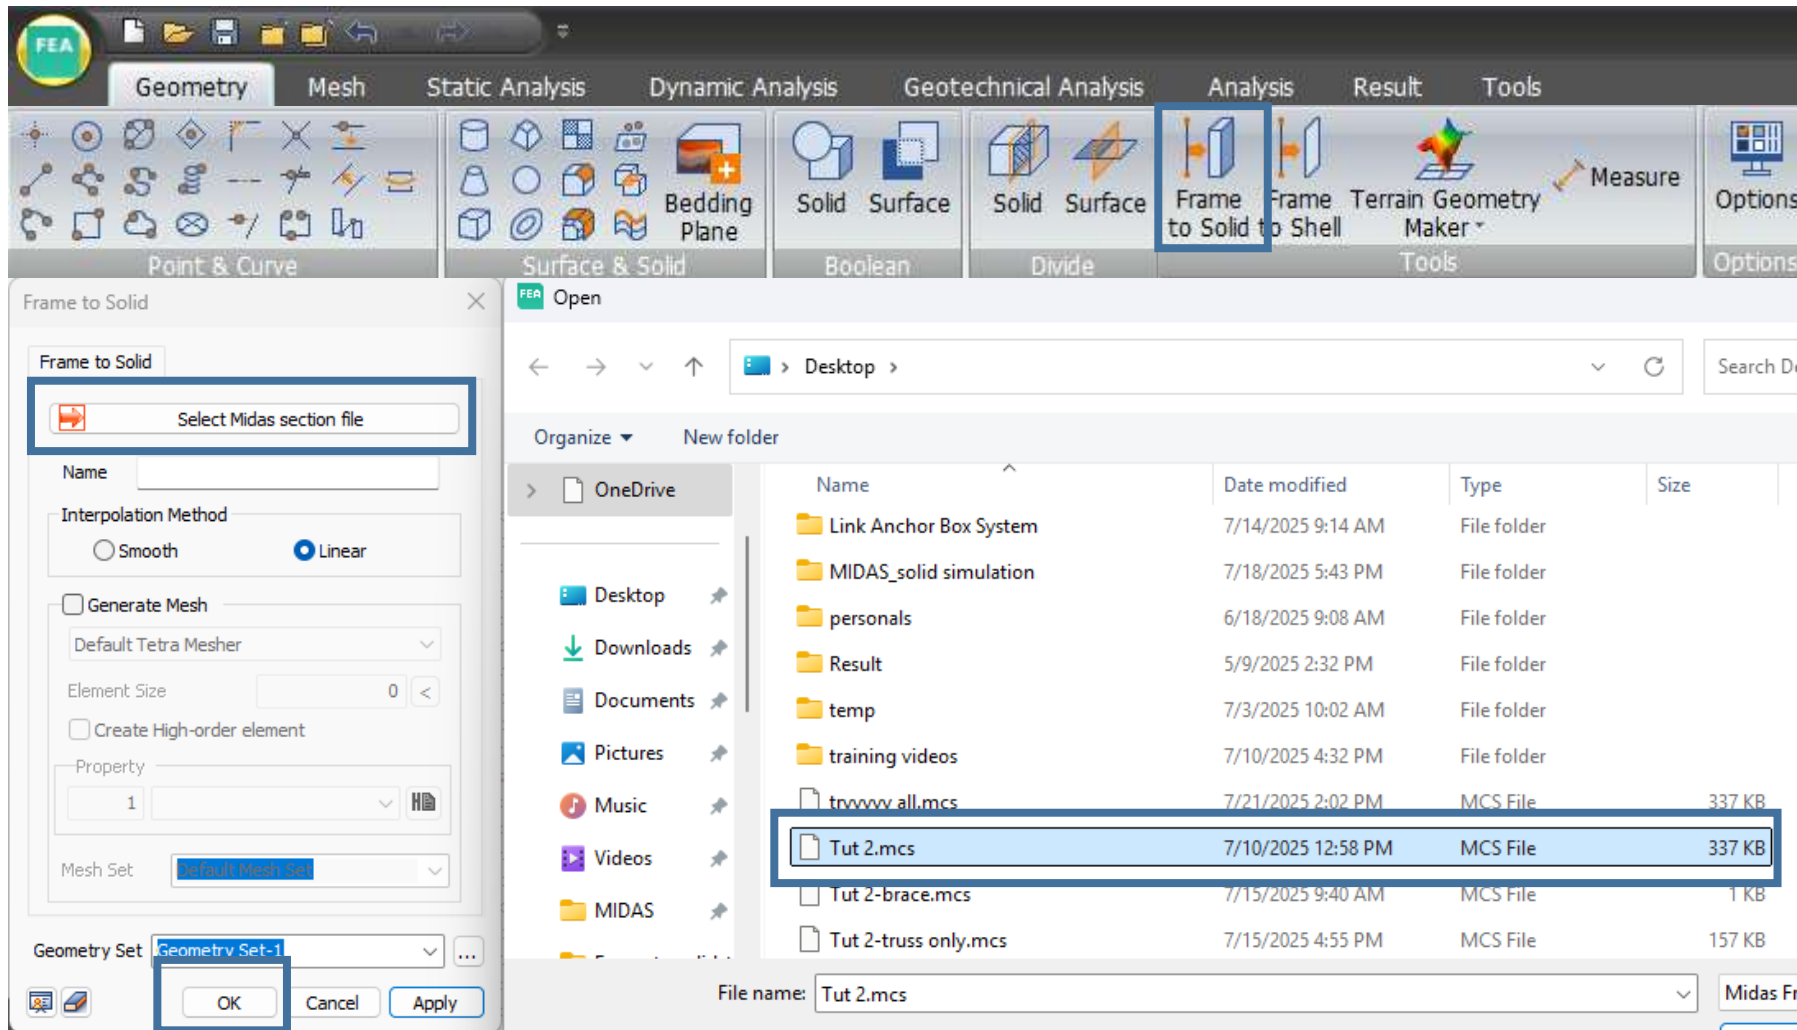 FEA
Geometry Mesh Static Analysis Dynamic Analysis Geotechnical Analysis Analysis Result Tools
Bedding Plane
Solid Surface
Solid Surface
Frame to Solid
Frame to Shell
Terrain Geometry Maker
Measure
Options
Point & Curve Surface & Solid Boolean Divide Tools Options
Frame to Solid
Frame to Solid
Select Midas section file
Name
Interpolation Method
Smooth Linear
Generate Mesh
Default Tetra Mesher
Element Size 0 <
Create High-order element
Property
1
Mesh Set Default Mesh Set
Geometry Set Geometry Set-1 ...
OK Cancel Apply
FEA Open
Desktop
Search De
Organize New folder
OneDrive
Desktop
Downloads
Documents
Pictures
Music
Videos
MIDAS
Name Date modified Type Size
Link Anchor Box System 7/14/2025 9:14 AM File folder
MIDAS_solid simulation 7/18/2025 5:43 PM File folder
personals 6/18/2025 9:08 AM File folder
Result 5/9/2025 2:32 PM File folder
temp 7/3/2025 10:02 AM File folder
training videos 7/10/2025 4:32 PM File folder
tryyyyy all.mcs 7/21/2025 2:02 PM MCS File 337 KB
Tut 2.mcs 7/10/2025 12:58 PM MCS File 337 KB
Tut 2-brace.mcs 7/15/2025 9:40 AM MCS File 1 KB
Tut 2-truss only.mcs 7/15/2025 4:55 PM MCS File 157 KB
File name: Tut 2.mcs
Midas Fr